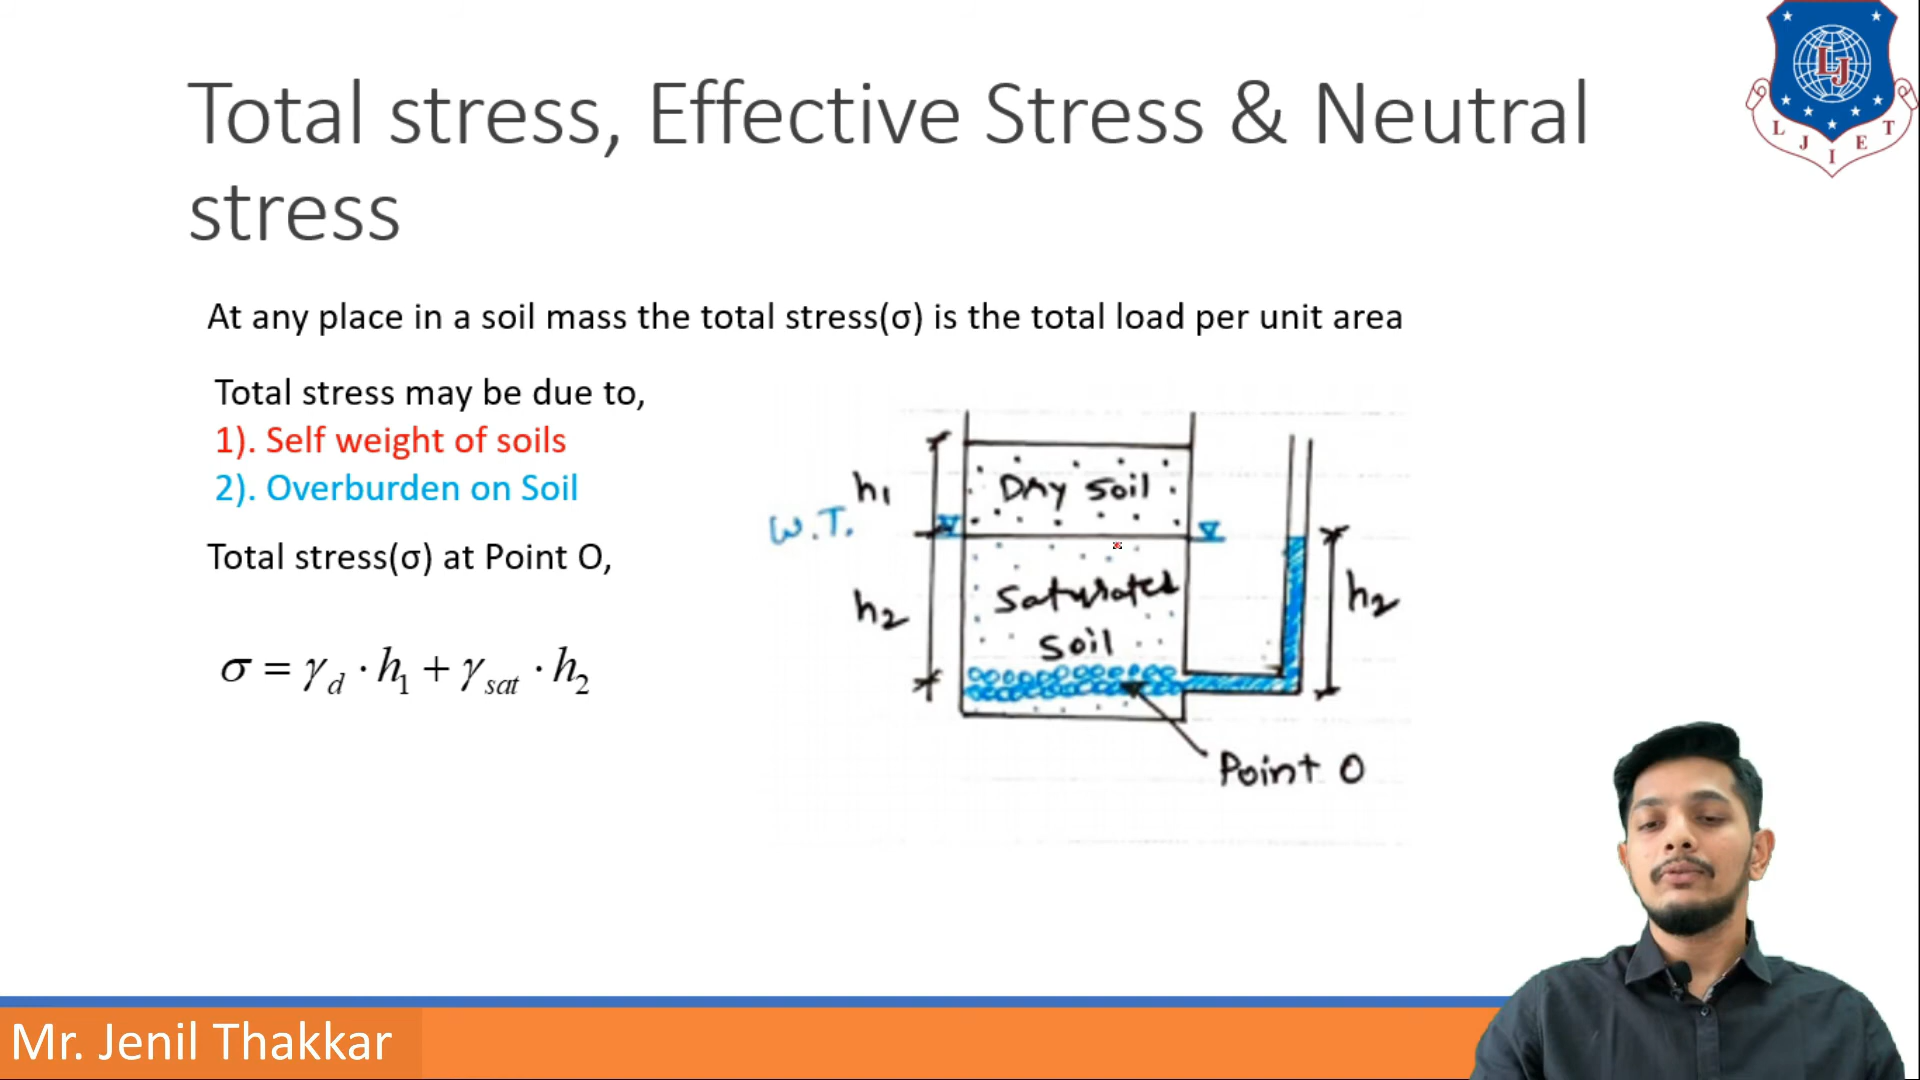 Total stress, Effective Stress & Neutral
stress
L J I E T
LJ
At any place in a soil mass the total stress(σ) is the total load per unit area
Total stress may be due to,
1). Self weight of soils
2). Overburden on Soil
Total stress(σ) at Point O,
σ = γd · h1 + γsat · h2
h1
Dry Soil
W.T.
h2
Saturated
Soil
h2
Point O
Mr. Jenil Thakkar